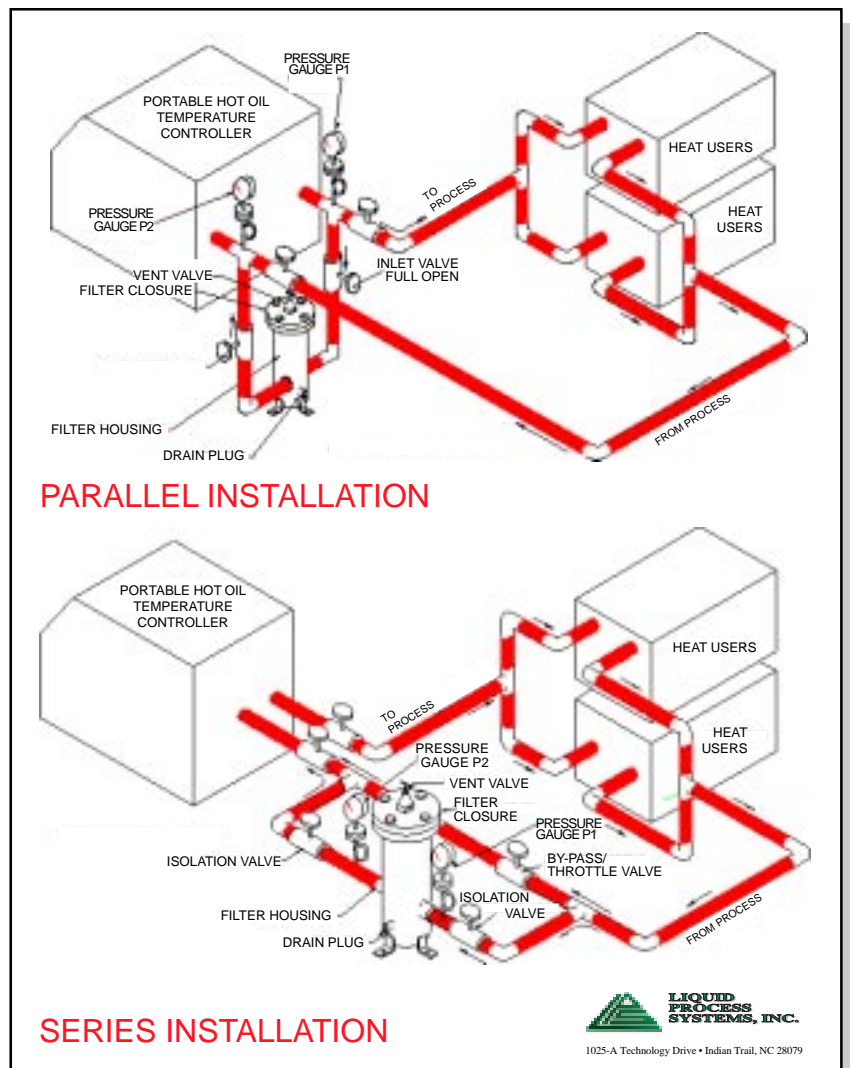 PRESSURE
GAUGE P1
PORTABLE HOT OIL
TEMPERATURE
CONTROLLER
HEAT USERS
TO
PROCESS
PRESSURE
GAUGE P2
HEAT
USERS
INLET VALVE
FULL OPEN
VENT VALVE
FILTER CLOSURE
FILTER HOUSING
FROM PROCESS
DRAIN PLUG
PARALLEL INSTALLATION
PORTABLE HOT OIL
TEMPERATURE
CONTROLLER
HEAT USERS
TO
PROCESS
HEAT
USERS
PRESSURE
GAUGE P2
VENT VALVE
FILTER
CLOSURE
PRESSURE
GAUGE P1
ISOLATION VALVE
BY-PASS/
THROTTLE VALVE
ISOLATION
VALVE
FILTER HOUSING
FROM PROCESS
DRAIN PLUG
SERIES INSTALLATION
LIQUID
PROCESS
SYSTEMS, INC.
1025-A Technology Drive • Indian Trail, NC 28079